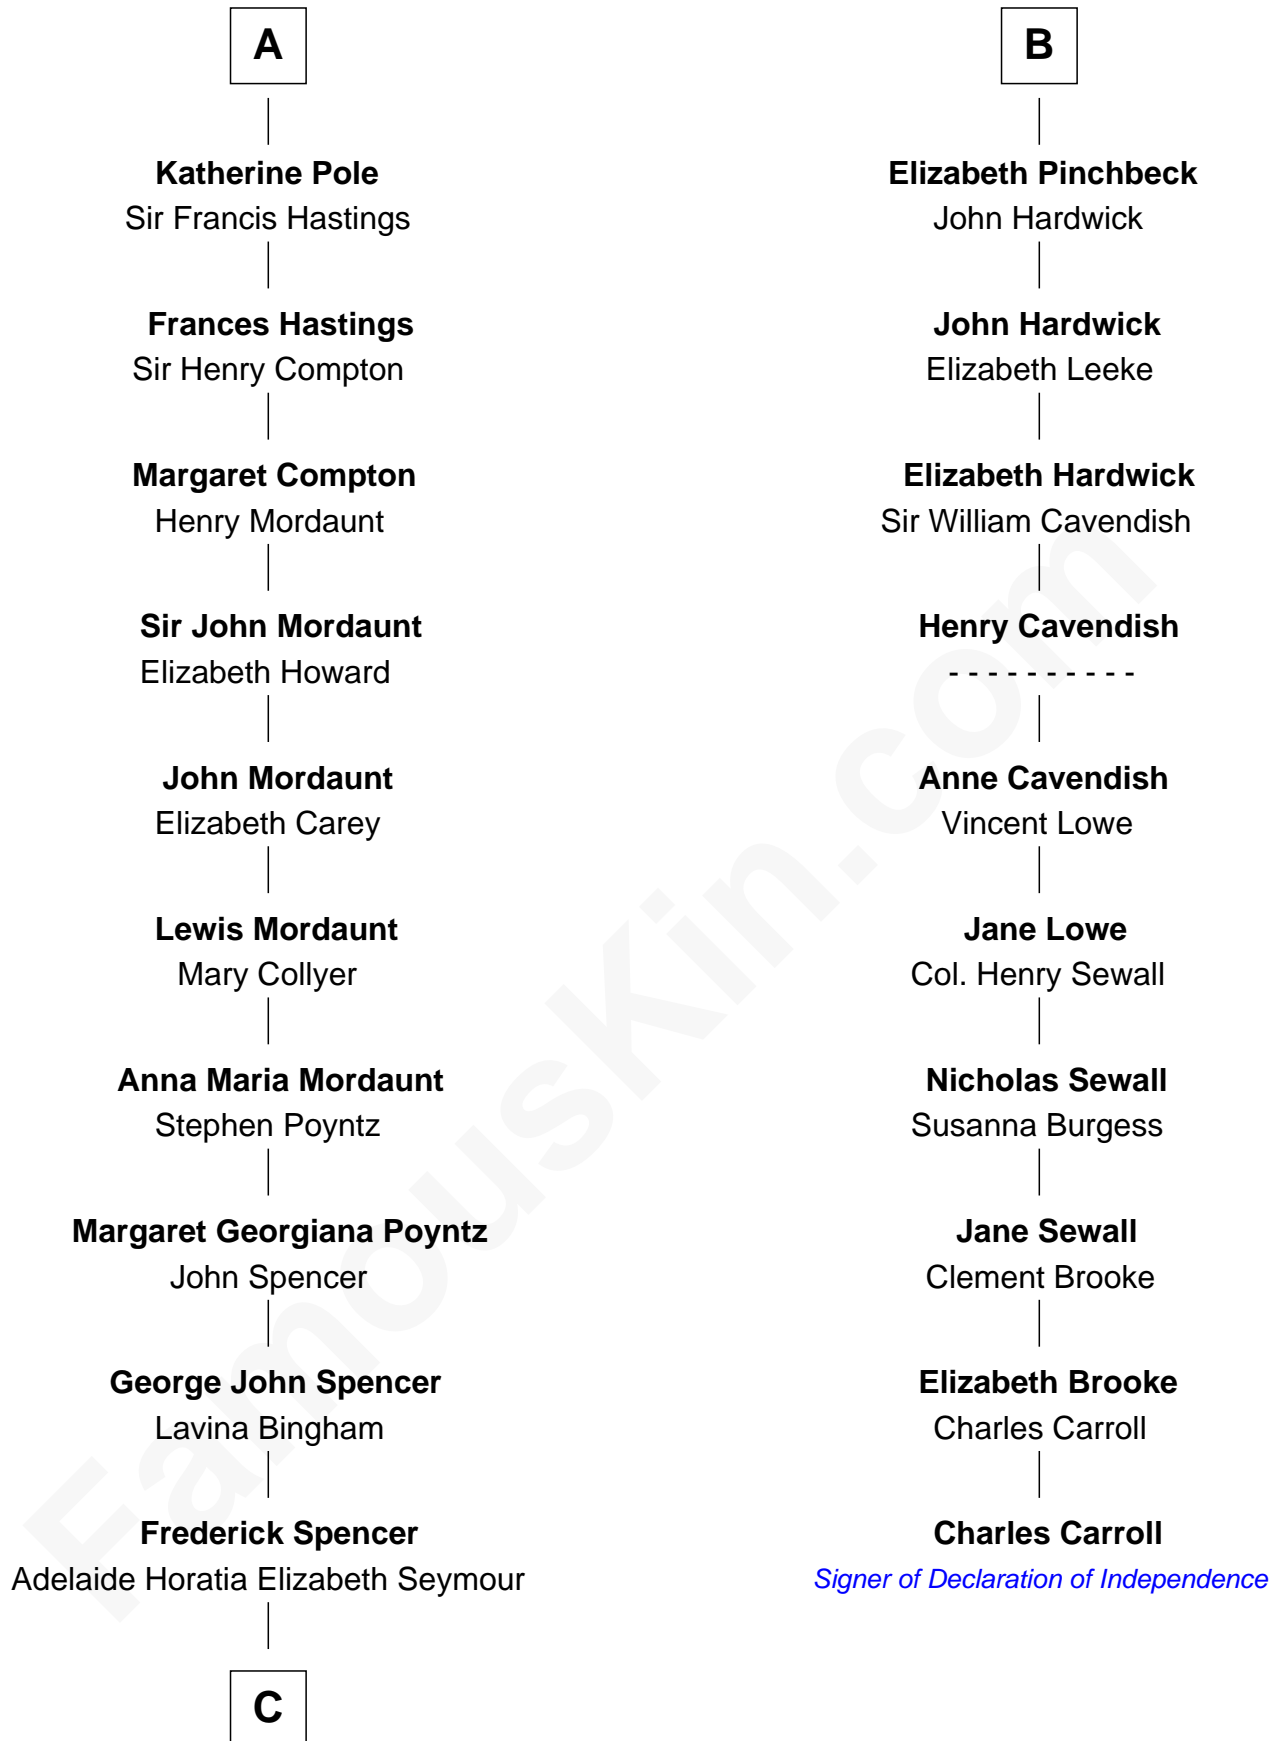 A
Katherine Pole
Sir Francis Hastings
Frances Hastings
Sir Henry Compton
Margaret Compton
Henry Mordaunt
Sir John Mordaunt
Elizabeth Howard
John Mordaunt
Elizabeth Carey
Lewis Mordaunt
Mary Collyer
Anna Maria Mordaunt
Stephen Poyntz
Margaret Georgiana Poyntz
John Spencer
George John Spencer
Lavina Bingham
Frederick Spencer
Adelaide Horatia Elizabeth Seymour
C
B
Elizabeth Pinchbeck
John Hardwick
John Hardwick
Elizabeth Leeke
Elizabeth Hardwick
Sir William Cavendish
Henry Cavendish
- - - - - - - - - -
Anne Cavendish
Vincent Lowe
Jane Lowe
Col. Henry Sewall
Nicholas Sewall
Susanna Burgess
Jane Sewall
Clement Brooke
Elizabeth Brooke
Charles Carroll
Charles Carroll
Signer of Declaration of Independence
FamousKin.com